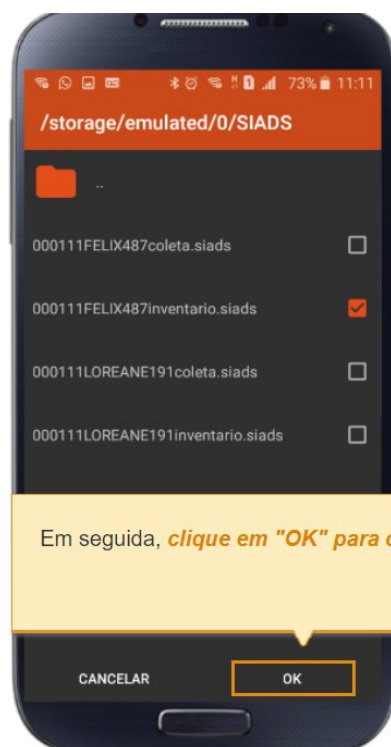 73% 11:11
/storage/emulated/0/SIADS
..
000111FELIX487coleta.siads
000111FELIX487inventario.siads
000111LOREANE191coleta.siads
000111LOREANE191inventario.siads
Em seguida, clique em "OK" para
CANCELAR OK